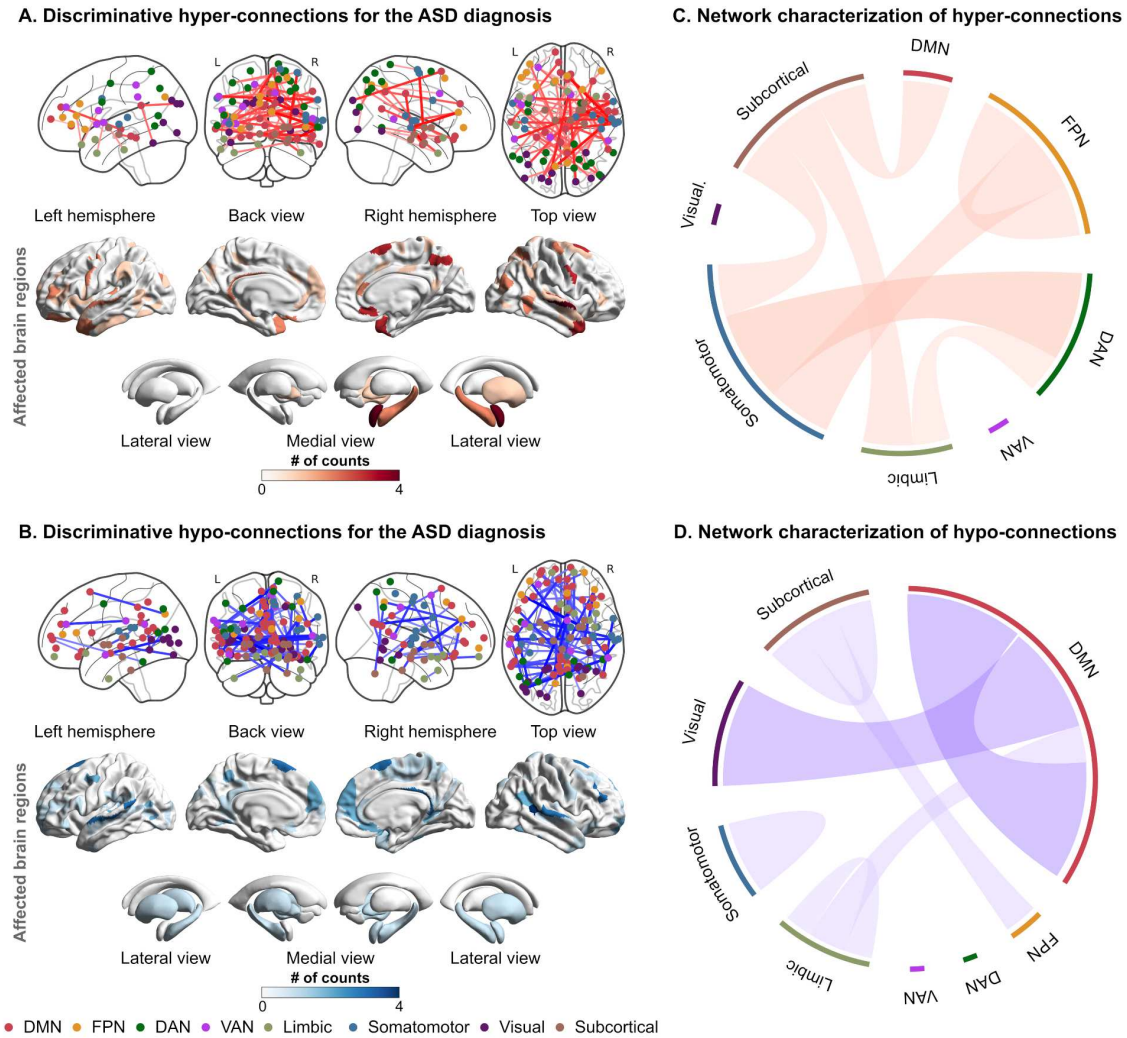 A. Discriminative hyper-connections for the ASD diagnosis
L R L R
Left hemisphere Back view Right hemisphere Top view
Affected brain regions
Lateral view Medial view Lateral view
# of counts
0 4
C. Network characterization of hyper-connections
DMN
FPN
DAN
VAN
Limbic
Somatomotor
Visual.
Subcortical
B. Discriminative hypo-connections for the ASD diagnosis
L R L R
Left hemisphere Back view Right hemisphere Top view
Affected brain regions
Lateral view Medial view Lateral view
# of counts
0 4
D. Network characterization of hypo-connections
DMN
FPN
DAN
VAN
Limbic
Somatomotor
Visual
Subcortical
DMN FPN DAN VAN Limbic Somatomotor Visual Subcortical